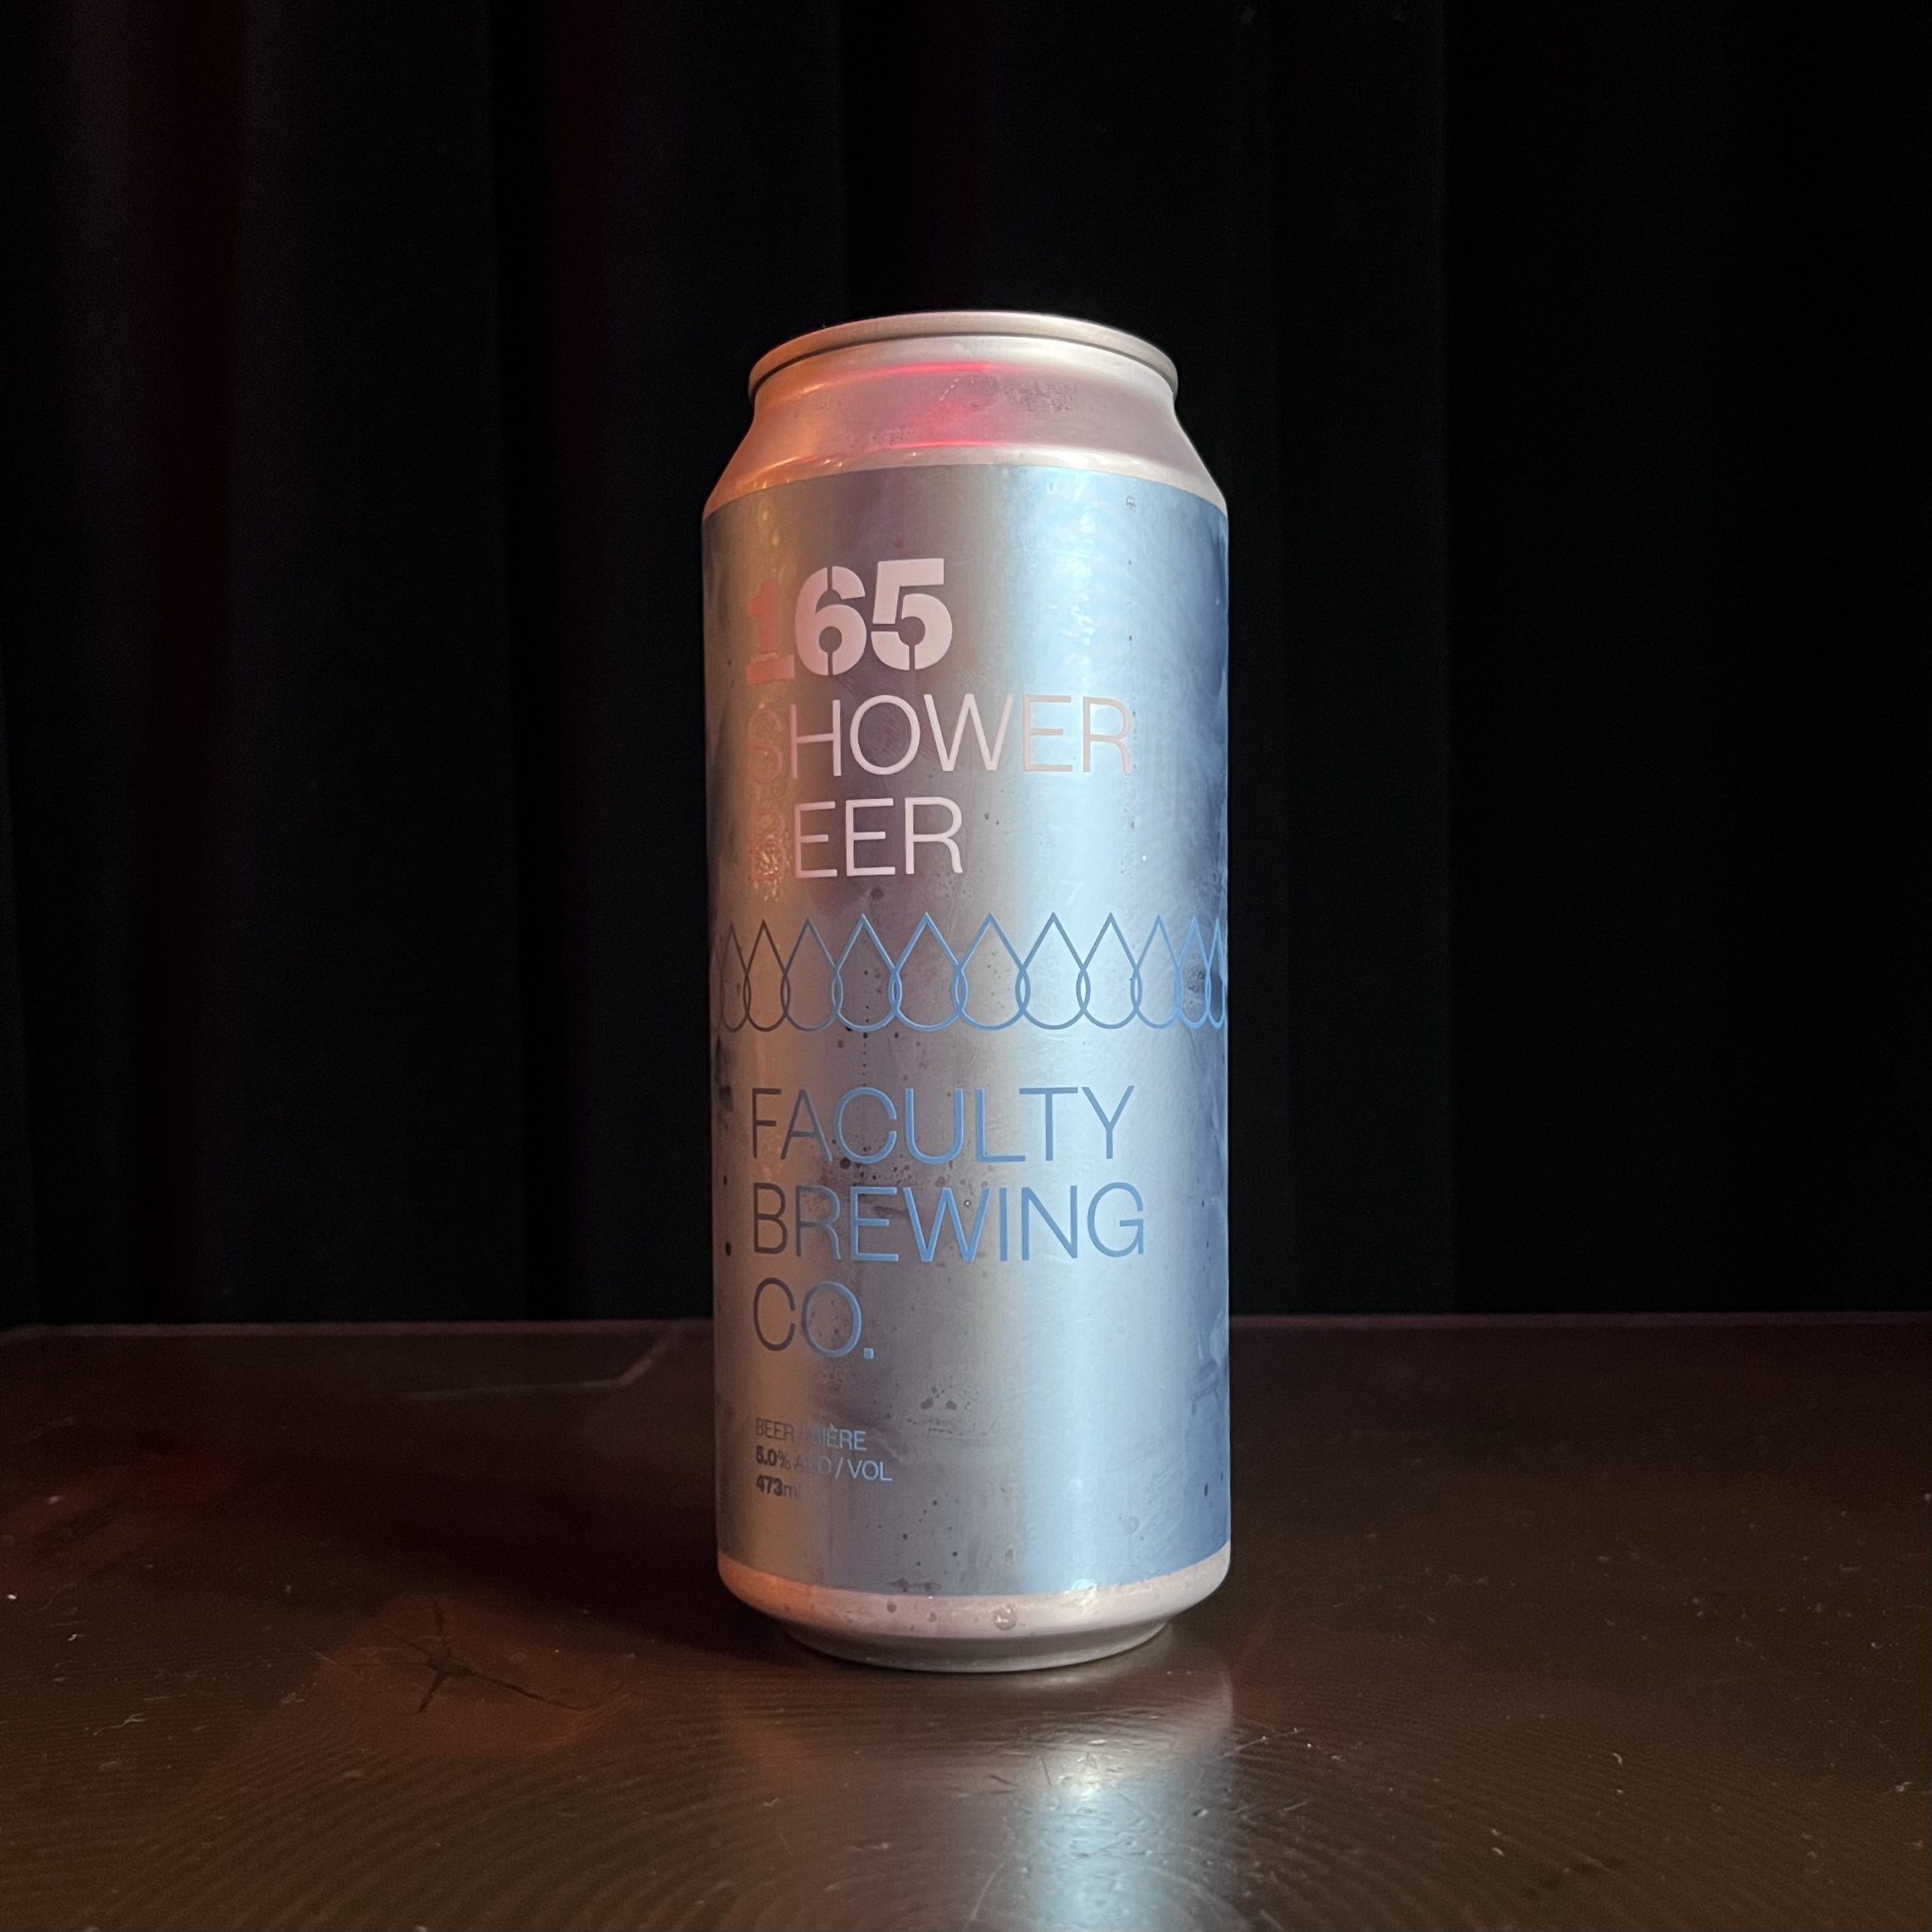 165
SHOWER
BEER
FACULTY
BREWING
CO.
BEER / BIÈRE
5.0% ALC / VOL
473ml